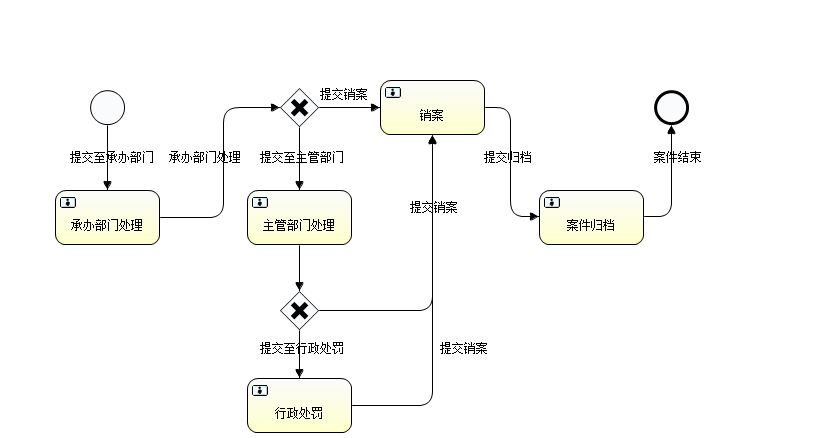 提交销案
销案
提交至承办部门
承办部门处理
提交至主管部门
提交归档
案件结束
提交销案
承办部门处理
主管部门处理
案件归档
提交至行政处罚
提交销案
行政处罚